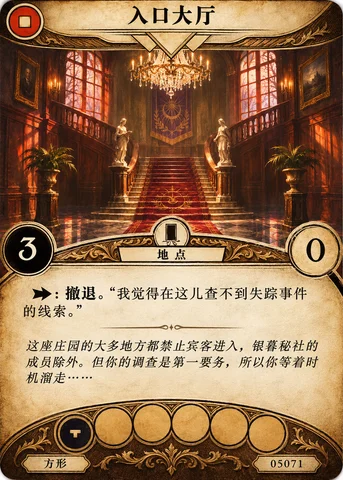 入口大厅
3
地点
0
：撤退。“我觉得在这儿查不到失踪事件
的线索。”
这座庄园的大多地方都禁止宾客进入，银暮秘社的
成员除外。但你的调查是第一要务，所以你等着时
机溜走……
方形
05071